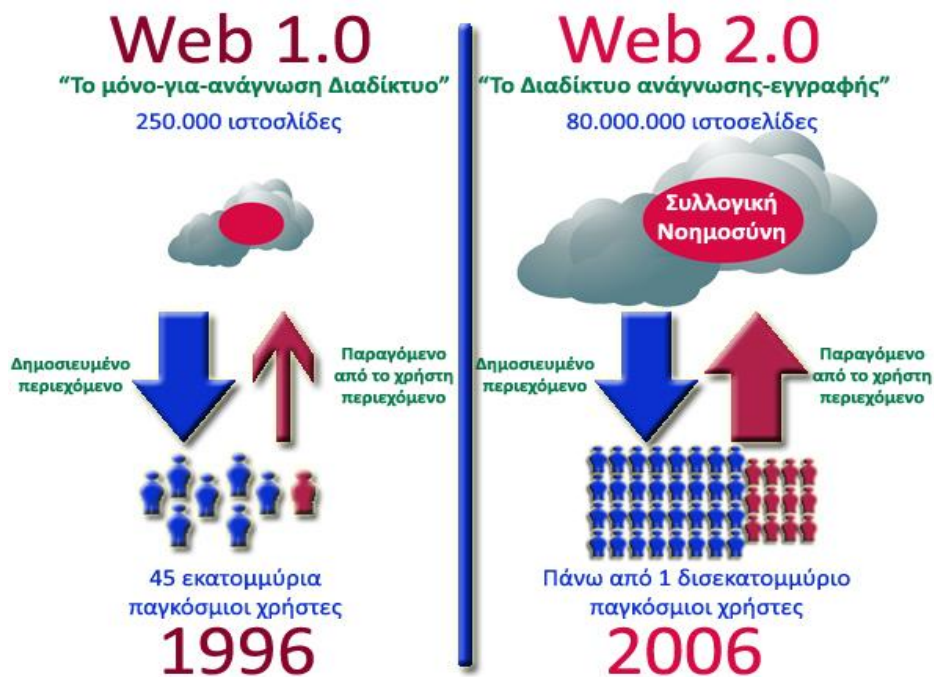 Web 1.0
“Το μόνο-για-ανάγνωση Διαδίκτυο”
250.000 ιστοσλίδες
Δημοσιευμένο
περιεχόμενο
Παραγόμενο
από το χρήστη
περιεχόμενο
45 εκατομμύρια
παγκόσμιοι χρήστες
1996
Web 2.0
“Το Διαδίκτυο ανάγνωσης-εγγραφής”
80.000.000 ιστοσελίδες
Συλλογική
Νοημοσύνη
Δημοσιευμένο
περιεχόμενο
Παραγόμενο
από το χρήστη
περιεχόμενο
Πάνω από 1 δισεκατομμύριο
παγκόσμιοι χρήστες
2006